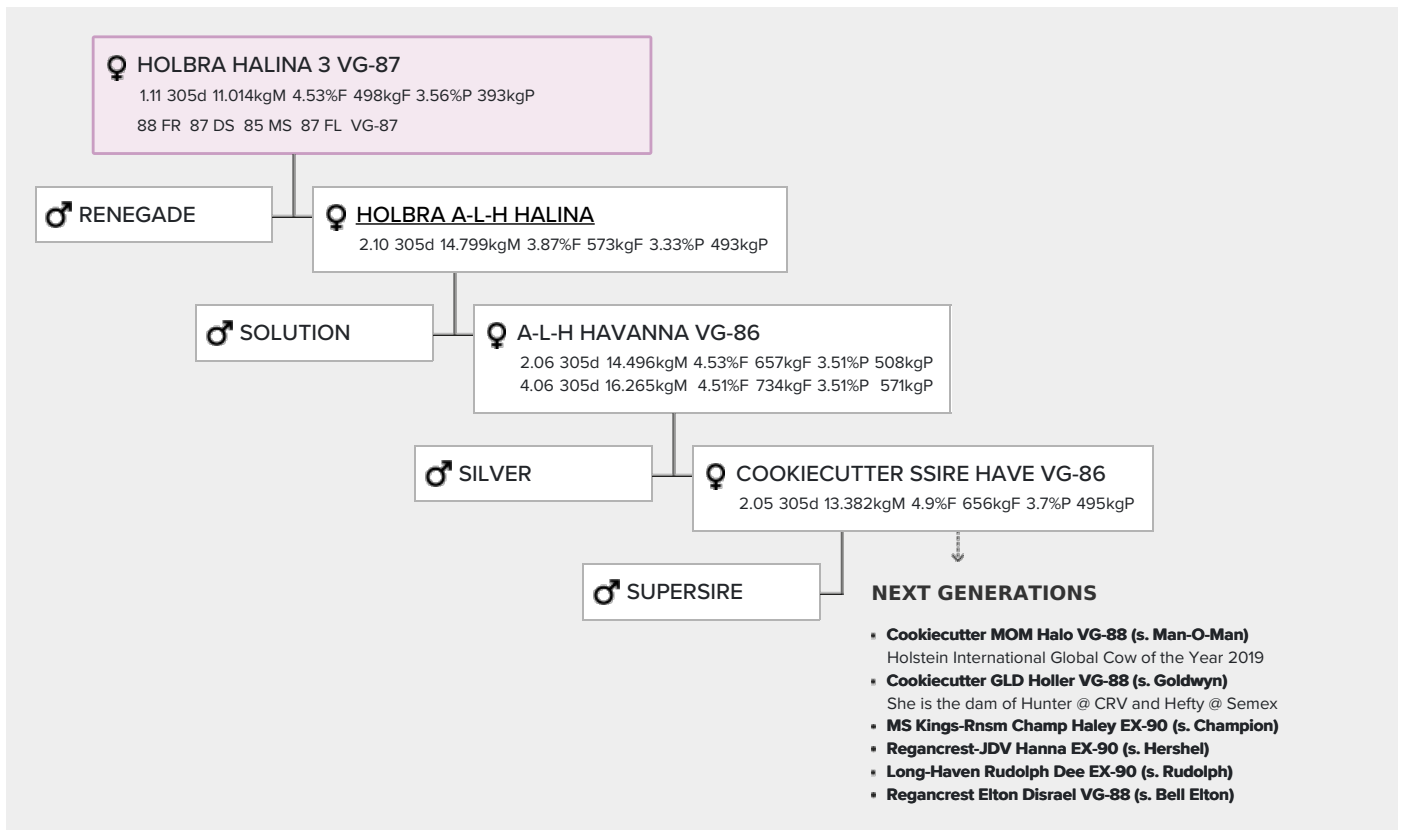 HOLBRA HALINA 3 VG-87
1.11 305d 11.014kgM 4.53%F 498kgF 3.56%P 393kgP
88 FR 87 DS 85 MS 87 FL VG-87
RENEGADE
HOLBRA A-L-H HALINA
2.10 305d 14.799kgM 3.87%F 573kgF 3.33%P 493kgP
SOLUTION
A-L-H HAVANNA VG-86
2.06 305d 14.496kgM 4.53%F 657kgF 3.51%P 508kgP
4.06 305d 16.265kgM 4.51%F 734kgF 3.51%P 571kgP
SILVER
COOKIECUTTER SSIRE HAVE VG-86
2.05 305d 13.382kgM 4.9%F 656kgF 3.7%P 495kgP
SUPERSIRE
NEXT GENERATIONS
Cookiecutter MOM Halo VG-88 (s. Man-O-Man)
Holstein International Global Cow of the Year 2019
Cookiecutter GLD Holler VG-88 (s. Goldwyn)
She is the dam of Hunter @ CRV and Hefty @ Semex
MS Kings-Rnsm Champ Haley EX-90 (s. Champion)
Regancrest-JDV Hanna EX-90 (s. Hershel)
Long-Haven Rudolph Dee EX-90 (s. Rudolph)
Regancrest Elton Disrael VG-88 (s. Bell Elton)